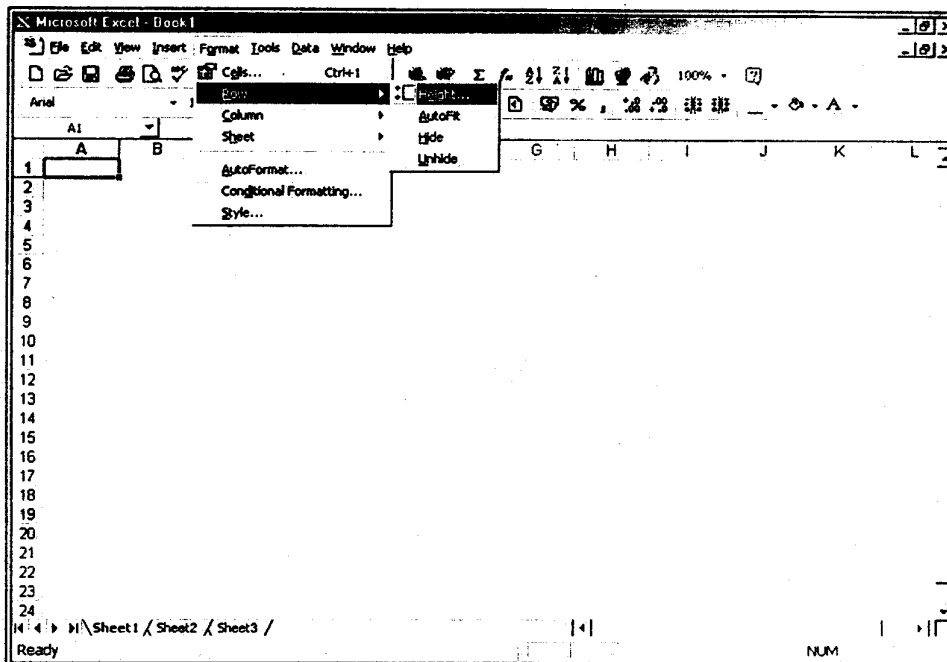 Microsoft Excel - Book1
File Edit View Insert Format Tools Data Window Help
Cells... Ctrl+1
100%
Arial
Row
Height...
Column
AutoFit
Sheet
Hide
Unhide
AutoFormat...
Conditional Formatting...
Style...
A1
A B G H I J K L
1
2
3
4
5
6
7
8
9
10
11
12
13
14
15
16
17
18
19
20
21
22
23
24
Sheet1 / Sheet2 / Sheet3 /
Ready NUM